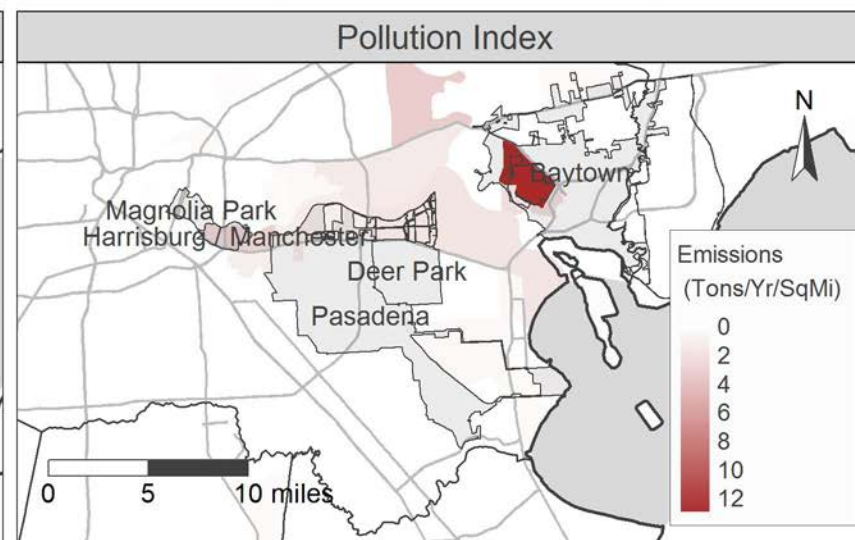 Pollution Index
N
Baytown
Magnolia Park
Harrisburg
Manchester
Deer Park
Pasadena
Emissions
(Tons/Yr/SqMi)
0
2
4
6
8
10
12
0 5 10 miles